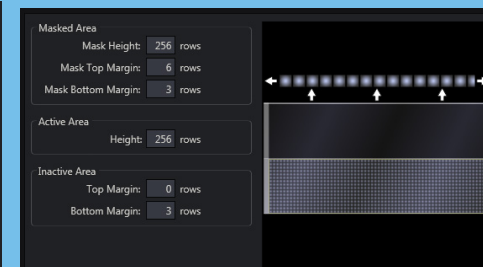 Masked Area
Mask Height: 256 rows
Mask Top Margin: 6 rows
Mask Bottom Margin: 3 rows
Active Area
Height: 256 rows
Inactive Area
Top Margin: 0 rows
Bottom Margin: 3 rows